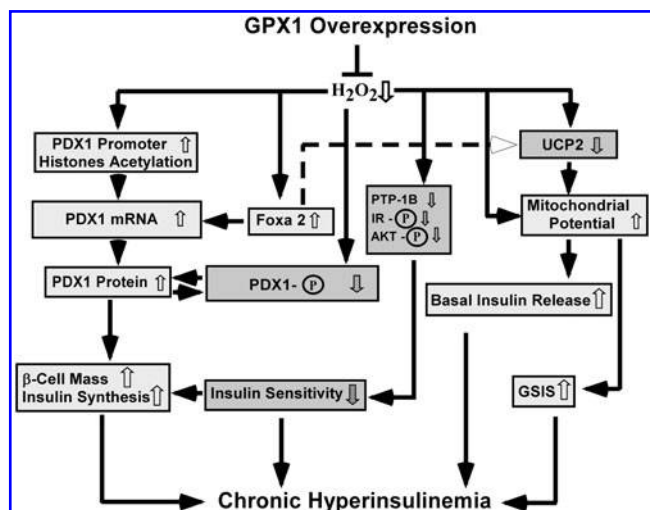 GPX1 Overexpression
H2O2⇩
PDX1 Promoter ⇧
Histones Acetylation
UCP2 ⇩
PTP-1B ⇩
IR - P ⇩
AKT - P ⇩
PDX1 mRNA ⇧
Foxa 2 ⇧
Mitochondrial
Potential ⇧
PDX1 Protein ⇧
PDX1- P ⇩
Basal Insulin Release ⇧
β-Cell Mass ⇧
Insulin Synthesis ⇧
Insulin Sensitivity ⇩
GSIS ⇧
Chronic Hyperinsulinemia